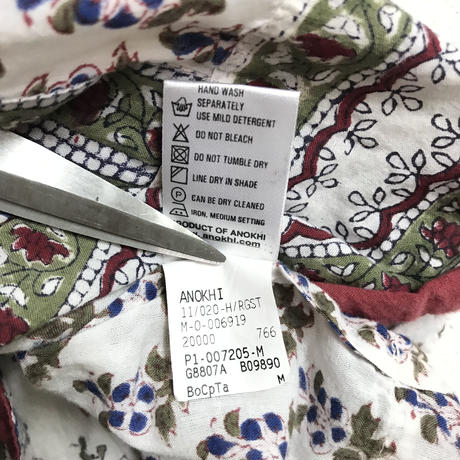 HAND WASH
SEPARATELY
USE MILD DETERGENT
DO NOT BLEACH
DO NOT TUMBLE DRY
LINE DRY IN SHADE
CAN BE DRY CLEANED
IRON, MEDIUM SETTING
PRODUCT OF ANOKHI
.anokhi.com
ANOKHI
11/020-H/RGST
M-0-006919
20000 766
P1-007205-M
G8807A B09890
BoCpTa M